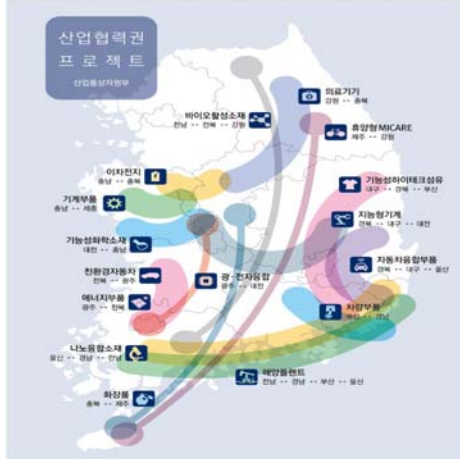 산업협력권
프로젝트
산업통상자원부
의료기기
강원 ↔ 충북
바이오활성소재
전남 ↔ 전북 ↔ 강원
휴양형MICARE
제주 ↔ 강원
이차전지
충남 ↔ 충북
기능성하이테크섬유
대구 ↔ 경북 ↔ 부산
기계부품
충남 ↔ 세종
지능형기계
경북 ↔ 대구 ↔ 대전
기능성화학소재
대전 ↔ 충남
자동차융합부품
경북 ↔ 대구 ↔ 울산
친환경자동차
전북 ↔ 광주
광·전자융합
광주 ↔ 대전
에너지부품
광주 ↔ 전북
차량부품
부산 ↔ 경남
나노융합소재
울산 ↔ 경남 ↔ 전남
해양플랜트
전남 ↔ 경남 ↔ 부산 ↔ 울산
화장품
충북 ↔ 제주